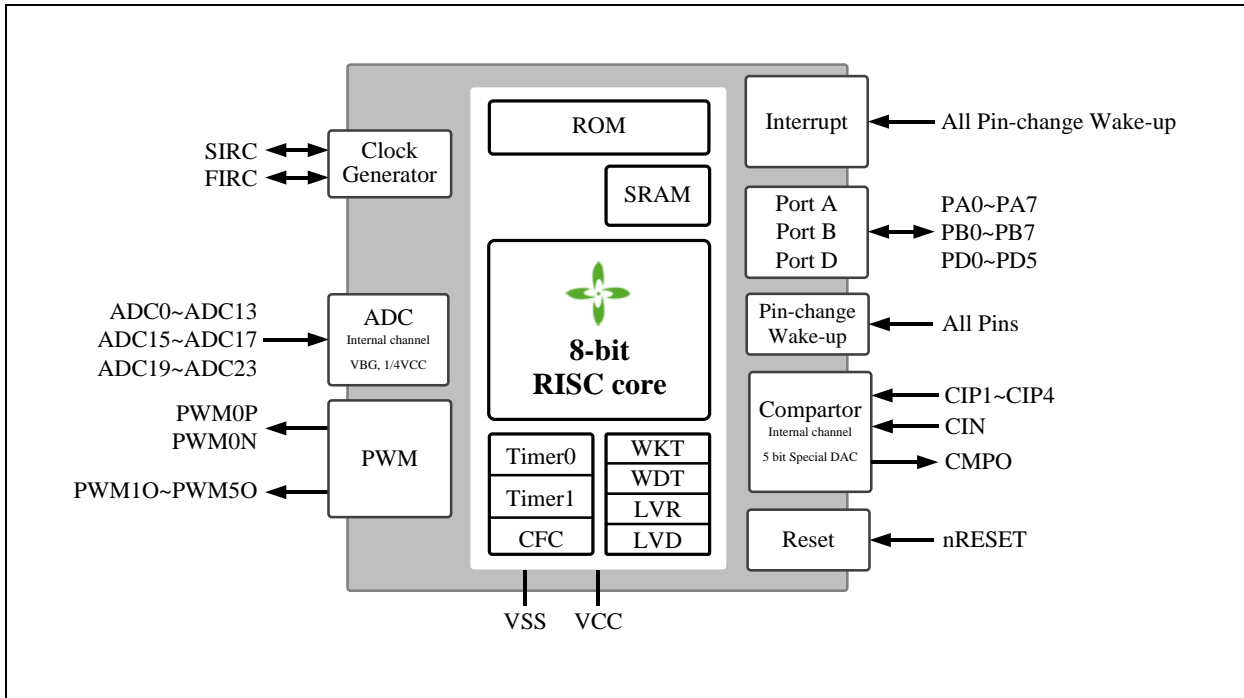 SIRC
FIRC
Clock
Generator
ADC0~ADC13
ADC15~ADC17
ADC19~ADC23
ADC
Internal channel
VBG, 1/4VCC
PWM0P
PWM0N
PWM1O~PWM5O
PWM
ROM
SRAM
8-bit
RISC core
Timer0
Timer1
CFC
WKT
WDT
LVR
LVD
VSS
VCC
Interrupt
All Pin-change Wake-up
Port A
Port B
Port D
PA0~PA7
PB0~PB7
PD0~PD5
Pin-change
Wake-up
All Pins
Compartor
Internal channel
5 bit Special DAC
CIP1~CIP4
CIN
CMPO
Reset
nRESET